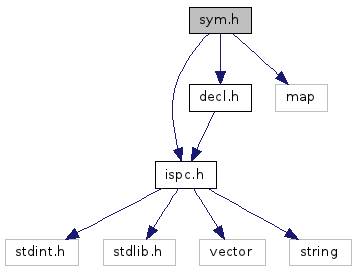 sym.h
decl.h
map
ispc.h
stdint.h
stdlib.h
vector
string